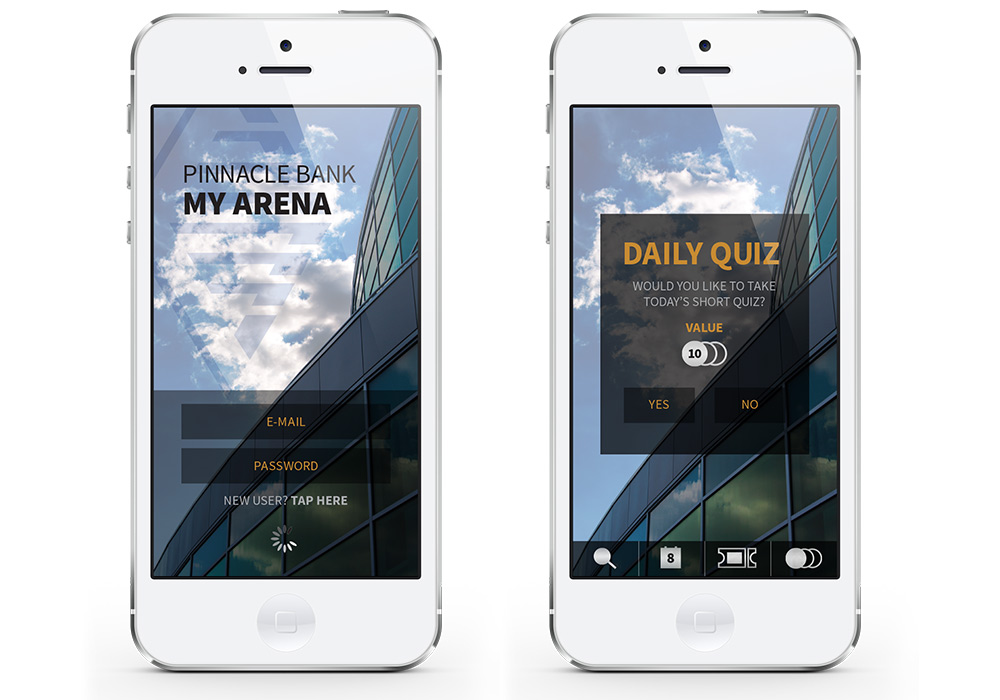 PINNACLE BANK
MY ARENA
E-MAIL
PASSWORD
NEW USER? TAP HERE
DAILY QUIZ
WOULD YOU LIKE TO TAKE
TODAY'S SHORT QUIZ?
VALUE
10
YES
NO
8